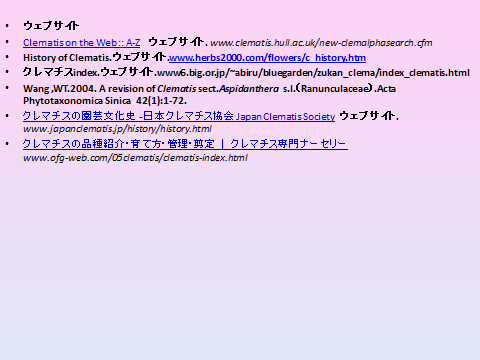 • ウェブサイト
• Clematis on the Web :: A-Z ウェブサイト. www.clematis.hull.ac.uk/new-clemalphasearch.cfm
• History of Clematis.ウェブサイト.www.herbs2000.com/flowers/c_history.htm
• クレマチスindex.ウェブサイト.www6.big.or.jp/~abiru/bluegarden/zukan_clema/index_clematis.html
• Wang ,WT.2004. A revision of Clematis sect.Aspidanthera s.l.(Ranunculaceae).Acta
Phytotaxonomica Sinica 42(1):1-72.
• クレマチスの園芸文化史 -日本クレマチス協会 Japan Clematis Society ウェブサイト.
www.japanclematis.jp/history/history.html
• クレマチスの品種紹介・育て方・管理・剪定 | クレマチス専門ナーセリー
www.ofg-web.com/05clematis/clematis-index.html